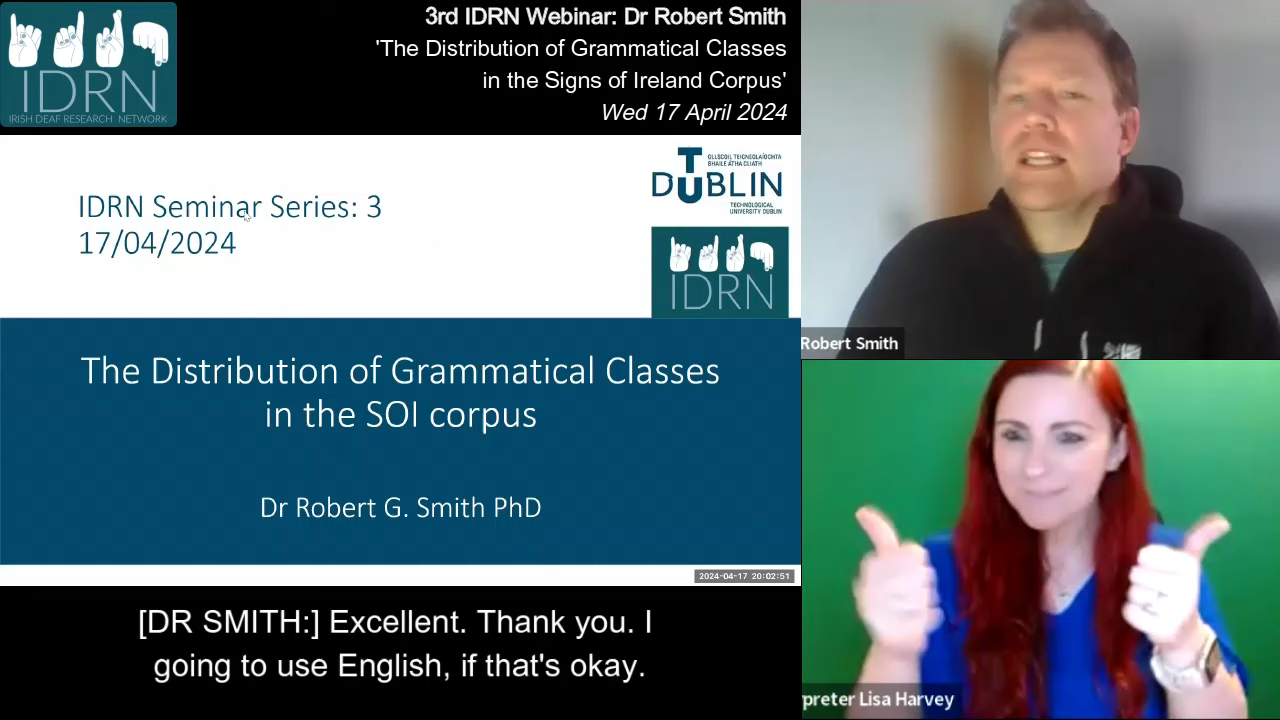 IDRN
IRISH DEAF RESEARCH NETWORK
3rd IDRN Webinar: Dr Robert Smith
'The Distribution of Grammatical Classes
in the Signs of Ireland Corpus'
Wed 17 April 2024
IDRN Seminar Series: 3
17/04/2024
OLLSCOIL TEICNEOLAÍOCHTA
BHAILE ÁTHA CLIATH
TU DUBLIN
TECHNOLOGICAL
UNIVERSITY DUBLIN
IDRN
The Distribution of Grammatical Classes
in the SOI corpus
Dr Robert G. Smith PhD
2024-04-17 20:02:51
[DR SMITH:] Excellent. Thank you. I
going to use English, if that's okay.
Robert Smith
preter Lisa Harvey